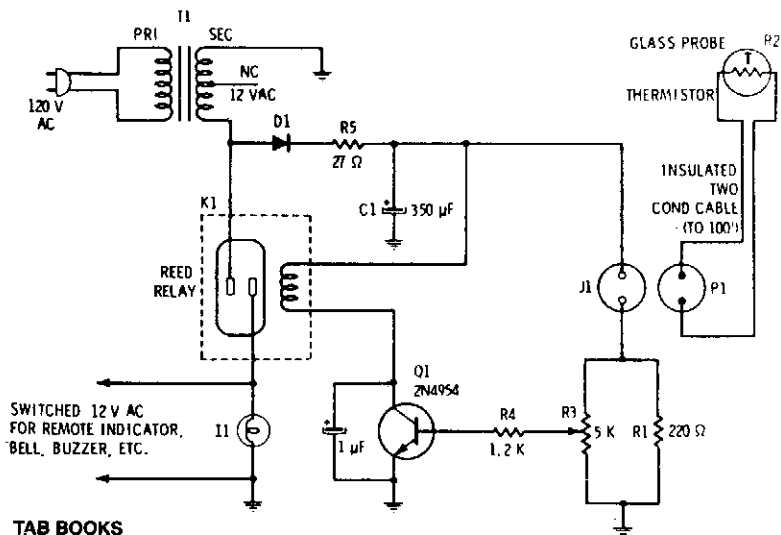 T1
PRI
SEC
120 V
AC
NC
12 VAC
D1
R5
27 Ω
C1
350 µF
K1
REED
RELAY
GLASS PROBE
R2
T
THERMISTOR
INSULATED
TWO
COND CABLE
(TO 100')
J1
P1
Q1
2N4954
R4
1.2 K
R3
5 K
R1
220 Ω
1 µF
I1
SWITCHED 12 V AC
FOR REMOTE INDICATOR,
BELL, BUZZER, ETC.
TAB BOOKS